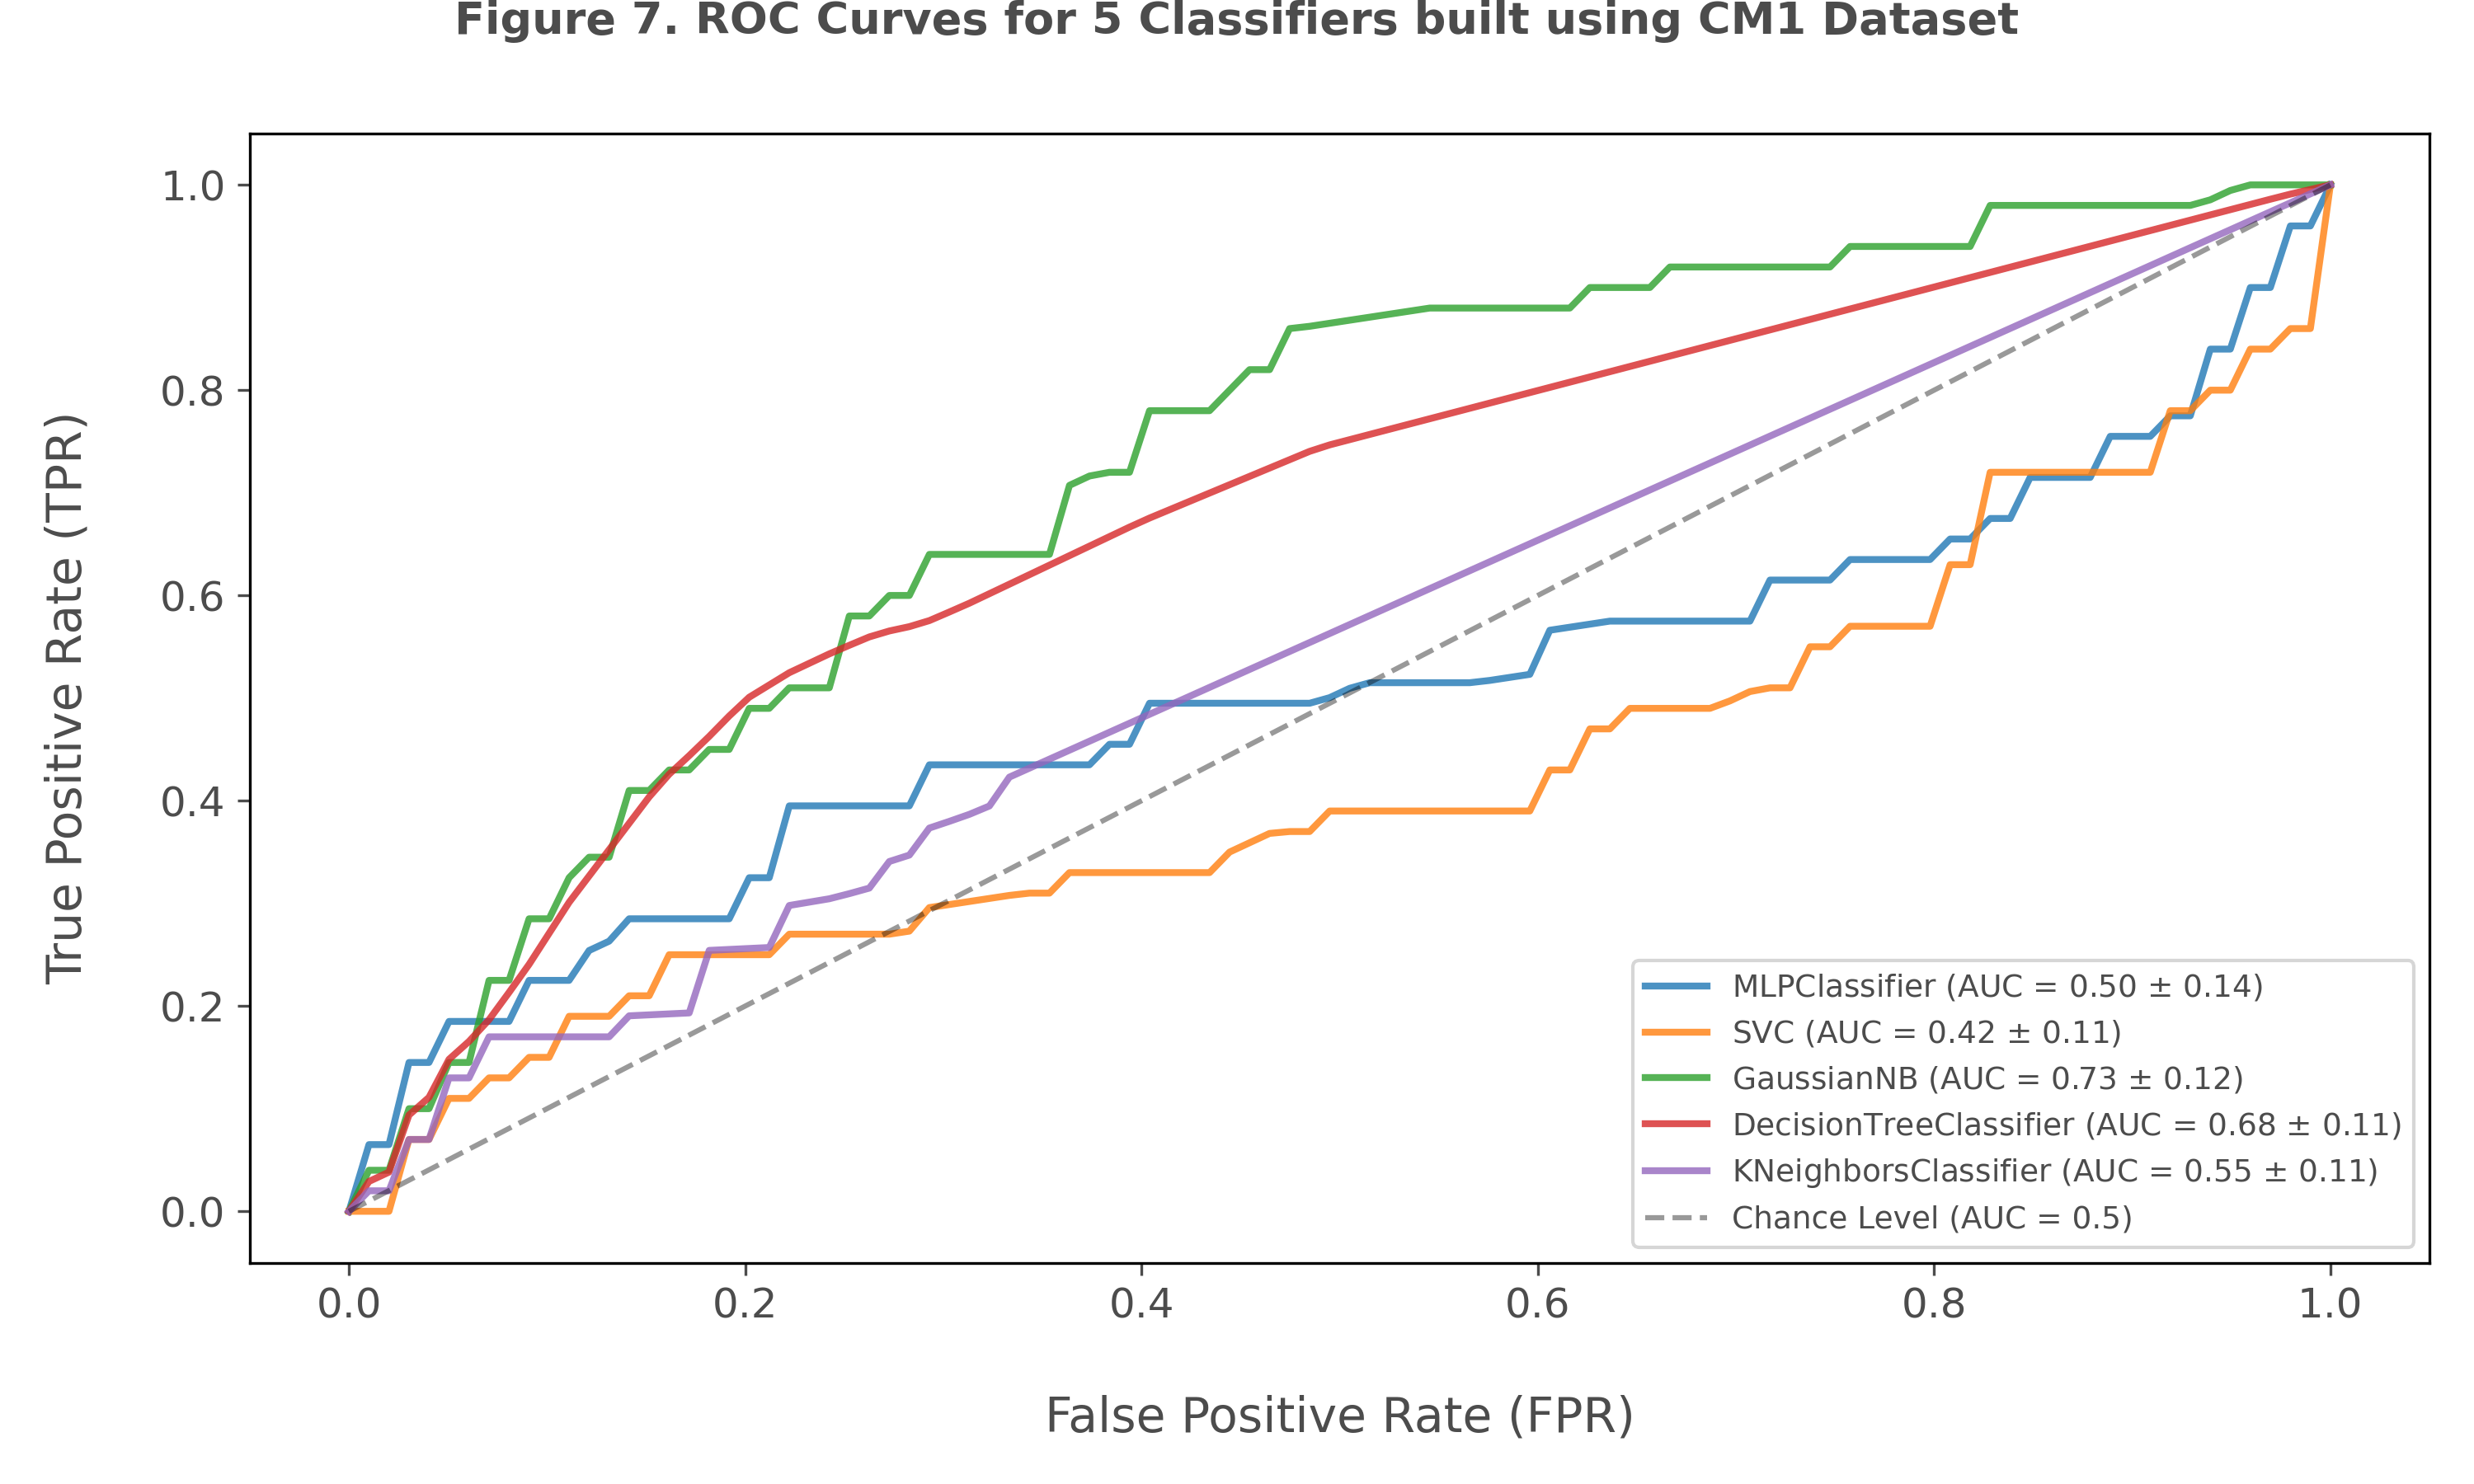 Figure 7. ROC Curves for 5 Classifiers built using CM1 Dataset
True Positive Rate (TPR)
1.0
0.8
0.6
0.4
0.2
0.0
MLPClassifier (AUC = 0.50 ± 0.14)
SVC (AUC = 0.42 ± 0.11)
GaussianNB (AUC = 0.73 ± 0.12)
DecisionTreeClassifier (AUC = 0.68 ± 0.11)
KNeighborsClassifier (AUC = 0.55 ± 0.11)
Chance Level (AUC = 0.5)
0.0 0.2 0.4 0.6 0.8 1.0
False Positive Rate (FPR)